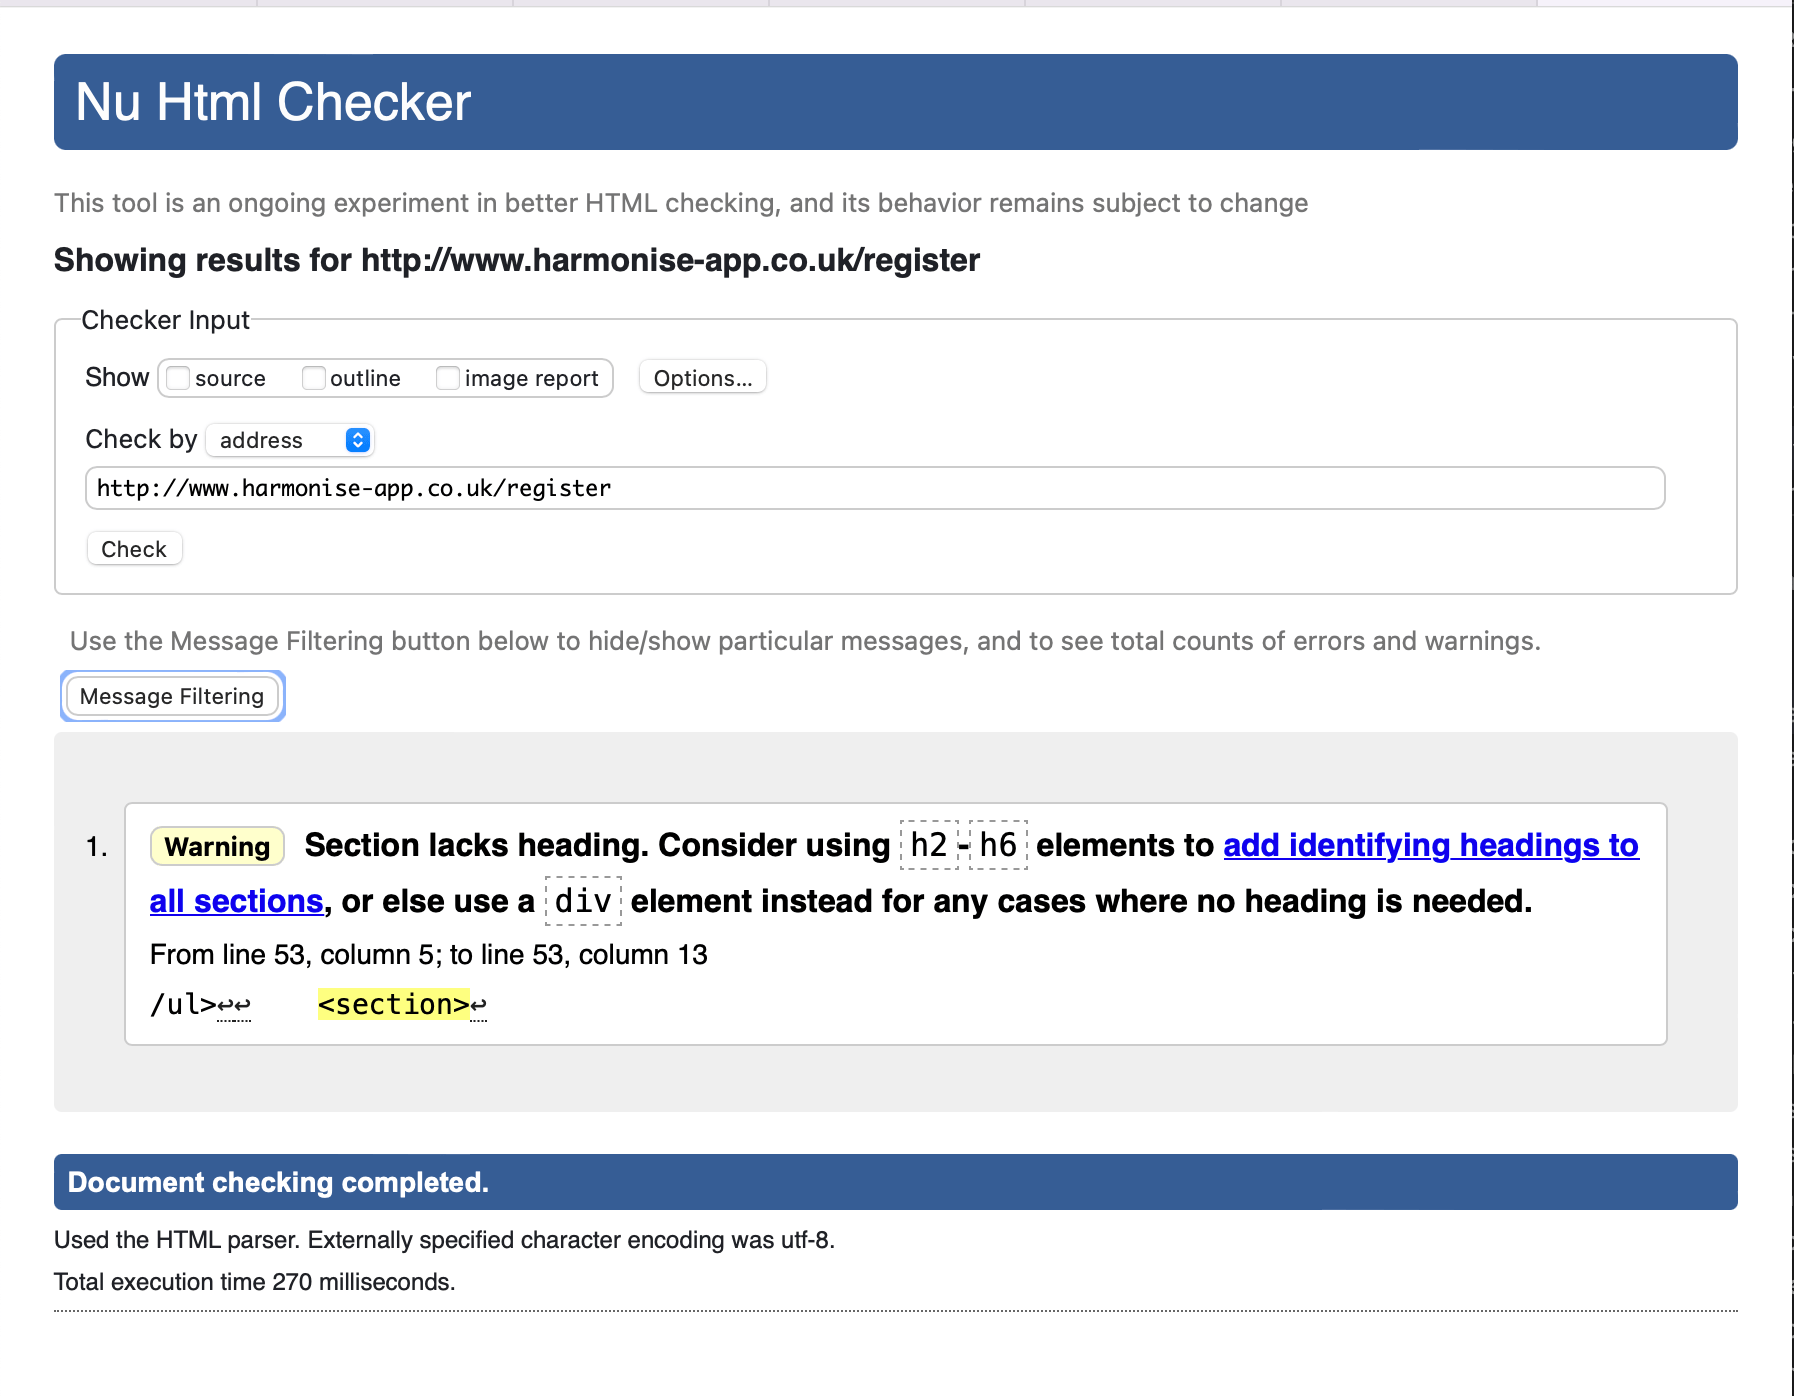 Nu Html Checker
This tool is an ongoing experiment in better HTML checking, and its behavior remains subject to change
Showing results for http://www.harmonise-app.co.uk/register
Checker Input
Show source outline image report Options...
Check by address
http://www.harmonise-app.co.uk/register
Check
Use the Message Filtering button below to hide/show particular messages, and to see total counts of errors and warnings.
Message Filtering
1. Warning Section lacks heading. Consider using h2-h6 elements to add identifying headings to
all sections, or else use a div element instead for any cases where no heading is needed.
From line 53, column 5; to line 53, column 13
/ul>↩↩    <section>↩
Document checking completed.
Used the HTML parser. Externally specified character encoding was utf-8.
Total execution time 270 milliseconds.